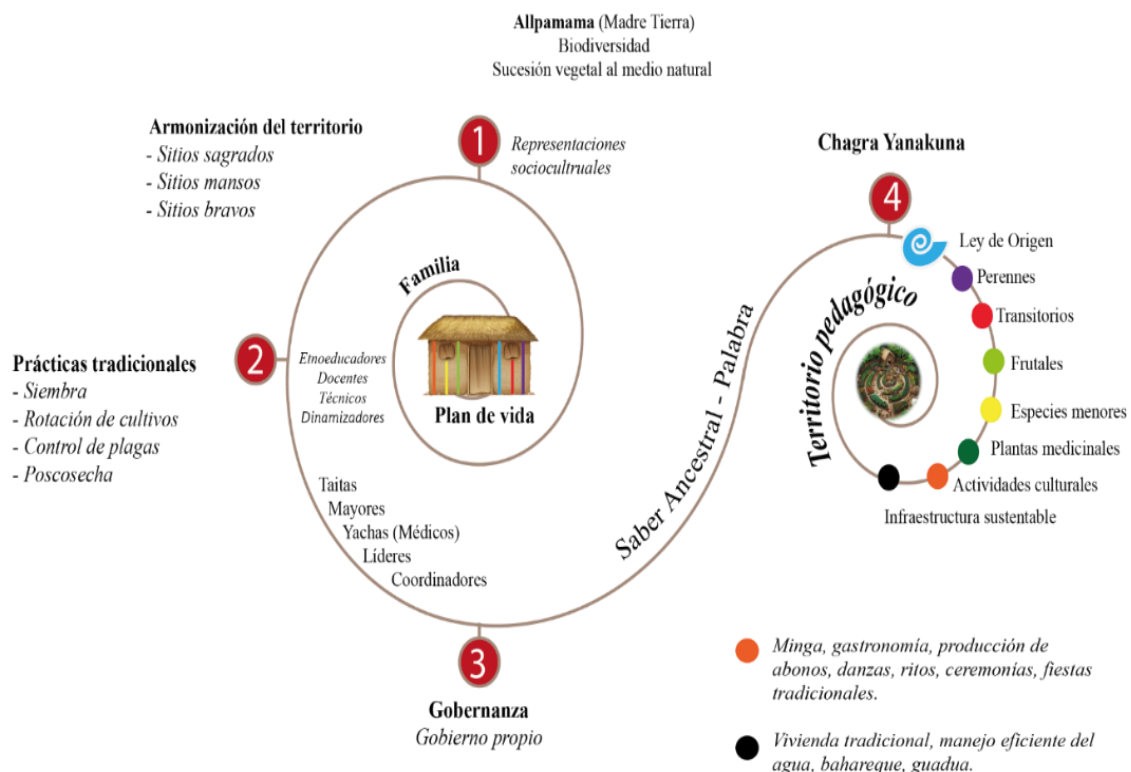 Allpamama (Madre Tierra)
Biodiversidad
Sucesión vegetal al medio natural
Armonización del territorio
- Sitios sagrados
- Sitios mansos
- Sitios bravos
1
Representaciones
sociocultruales
Chagra Yanakuna
4
Ley de Origen
Perennes
Transitorios
Frutales
Especies menores
Plantas medicinales
Actividades culturales
Infraestructura sustentable
Territorio pedagógico
Familia
Plan de vida
Prácticas tradicionales
- Siembra
- Rotación de cultivos
- Control de plagas
- Poscosecha
2
Etnoeducadores
Docentes
Técnicos
Dinamizadores
Taitas
Mayores
Yachas (Médicos)
Líderes
Coordinadores
Saber Ancestral - Palabra
3
Gobernanza
Gobierno propio
Minga, gastronomía, producción de
abonos, danzas, ritos, ceremonías, fiestas
tradicionales.
Vivienda tradicional, manejo eficiente del
agua, bahareque, guadua.